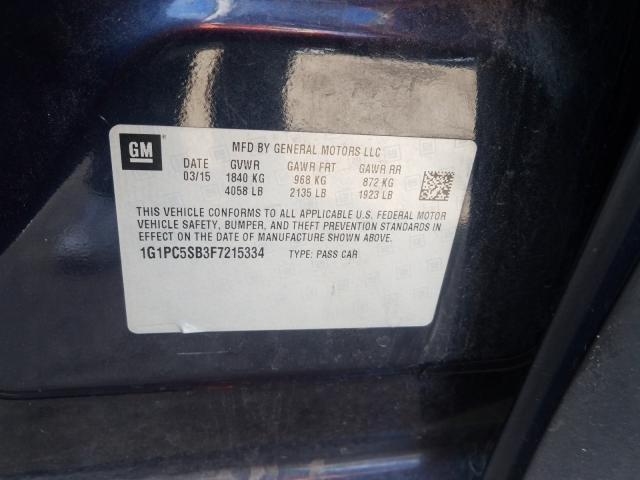 GM
MFD BY GENERAL MOTORS LLC
DATE GVWR GAWR FRT GAWR RR
03/15 1840 KG 968 KG 872 KG
4058 LB 2135 LB 1923 LB
THIS VEHICLE CONFORMS TO ALL APPLICABLE U.S. FEDERAL MOTOR
VEHICLE SAFETY, BUMPER, AND THEFT PREVENTION STANDARDS IN
EFFECT ON THE DATE OF MANUFACTURE SHOWN ABOVE.
1G1PC5SB3F7215334 TYPE: PASS CAR